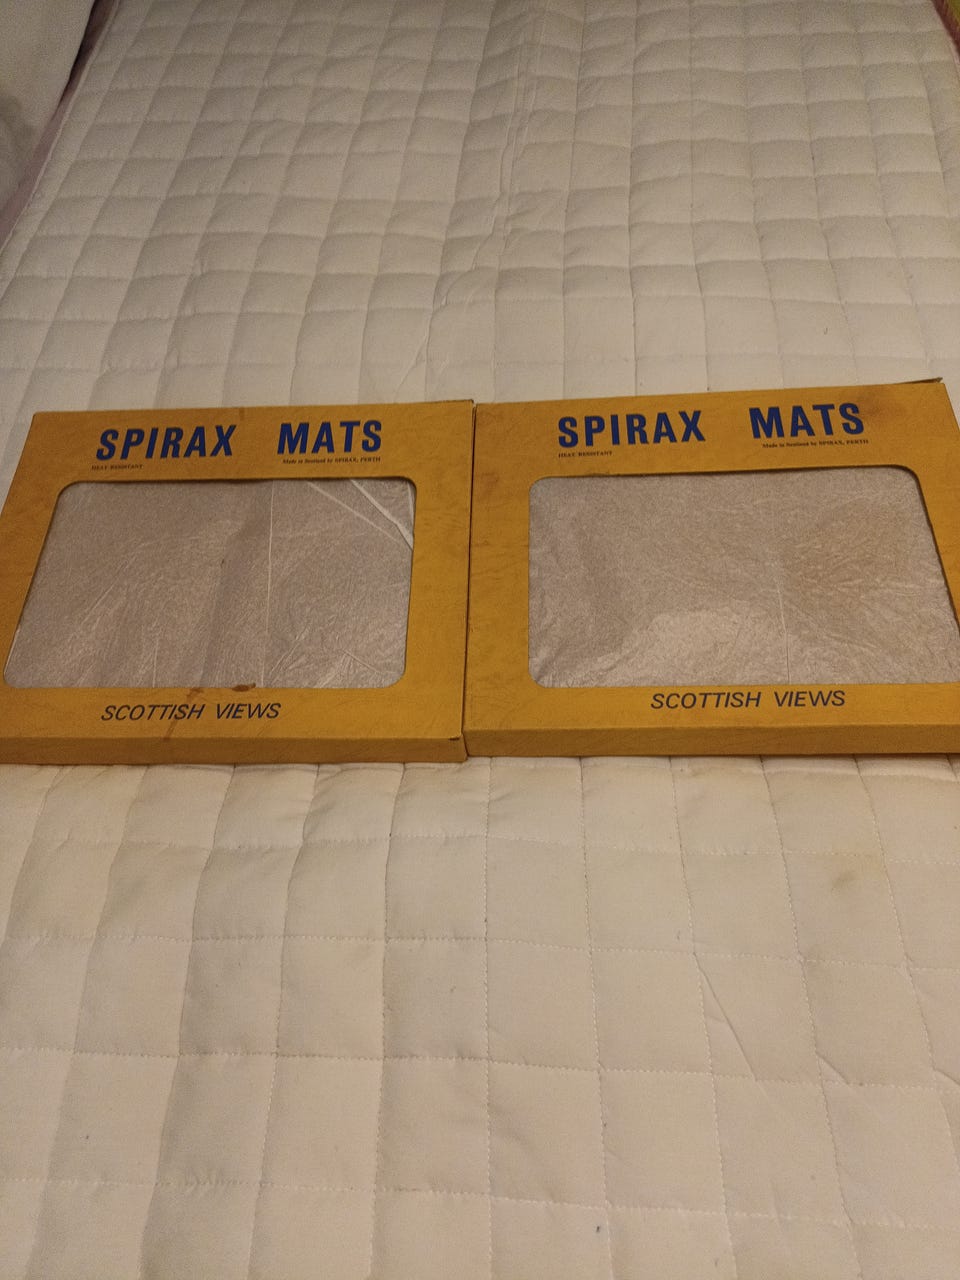 SPIRAX MATS
HEAT RESISTANT
Made in Scotland by SPIRAX, PERTH
SCOTTISH VIEWS
SPIRAX MATS
HEAT RESISTANT
Made in Scotland by SPIRAX, PERTH
SCOTTISH VIEWS